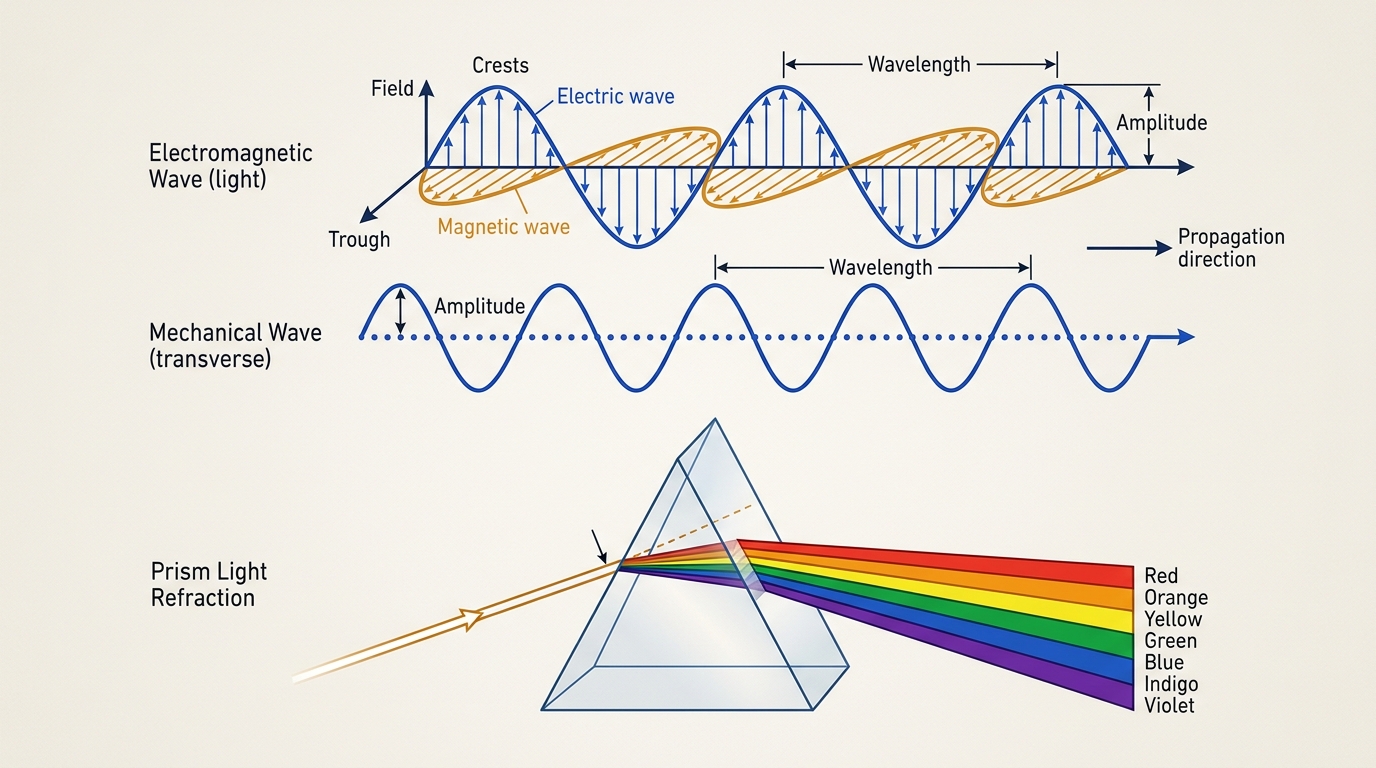 Crests
Wavelength
Field
Electric wave
Amplitude
Electromagnetic
Wave (light)
Magnetic wave
Trough
Propagation
direction
Wavelength
Amplitude
Mechanical Wave
(transverse)
Prism Light
Refraction
Red
Orange
Yellow
Green
Blue
Indigo
Violet